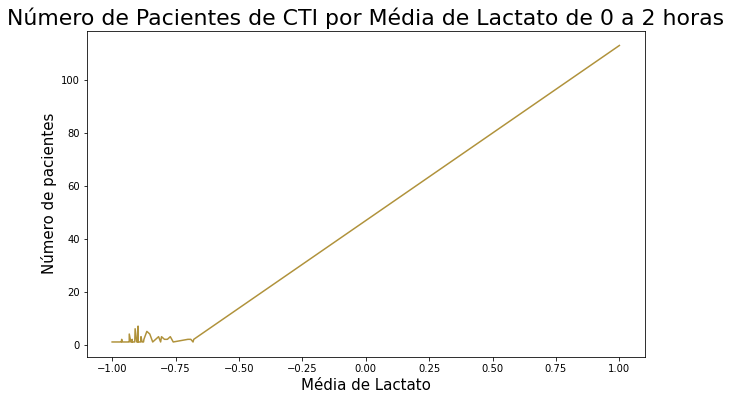 Número de Pacientes de CTI por Média de Lactato de 0 a 2 horas
Número de pacientes
100
80
60
40
20
0
−1.00 −0.75 −0.50 −0.25 0.00 0.25 0.50 0.75 1.00
Média de Lactato